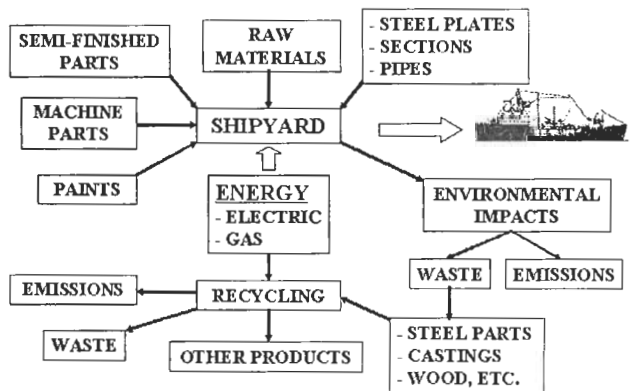 SEMI-FINISHED
PARTS
RAW
MATERIALS
- STEEL PLATES
- SECTIONS
- PIPES
MACHINE
PARTS
SHIPYARD
PAINTS
ENERGY
- ELECTRIC
- GAS
ENVIRONMENTAL
IMPACTS
WASTE
EMISSIONS
EMISSIONS
RECYCLING
WASTE
OTHER PRODUCTS
- STEEL PARTS
- CASTINGS
- WOOD, ETC.